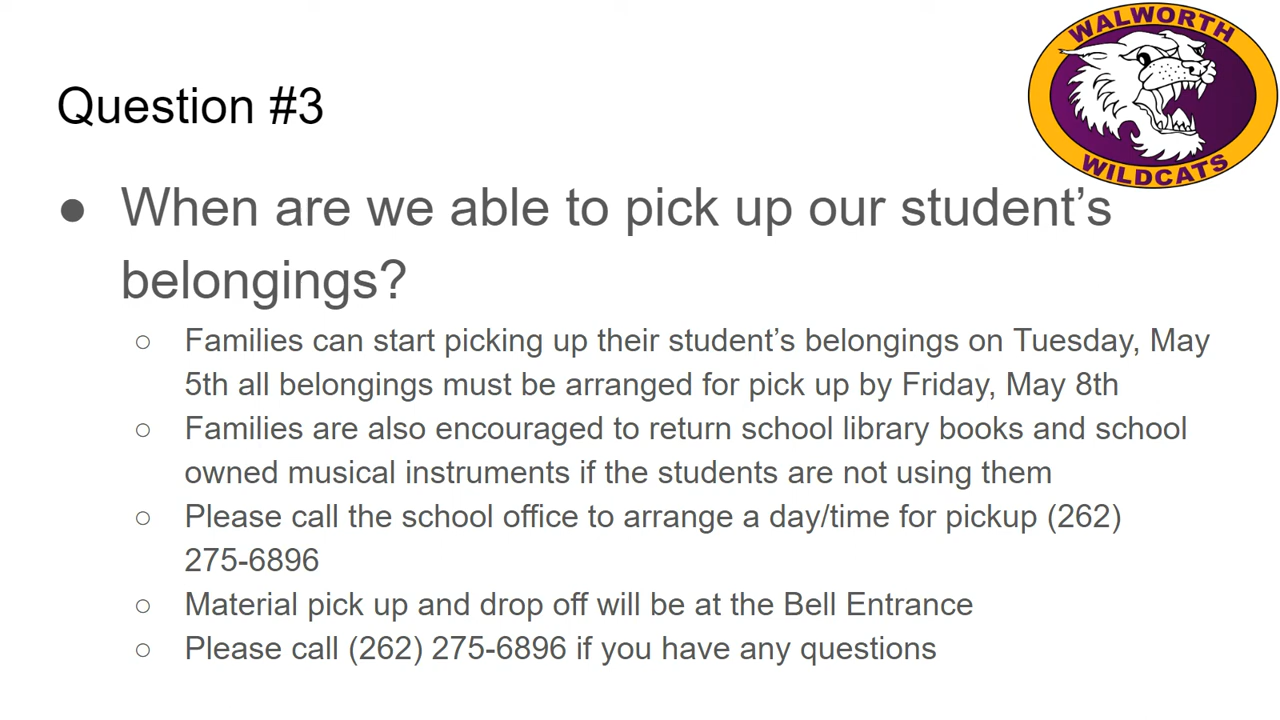 WALWORTH
WILDCATS
Question #3
● When are we able to pick up our student’s
belongings?
○ Families can start picking up their student’s belongings on Tuesday, May
5th all belongings must be arranged for pick up by Friday, May 8th
○ Families are also encouraged to return school library books and school
owned musical instruments if the students are not using them
○ Please call the school office to arrange a day/time for pickup (262)
275-6896
○ Material pick up and drop off will be at the Bell Entrance
○ Please call (262) 275-6896 if you have any questions